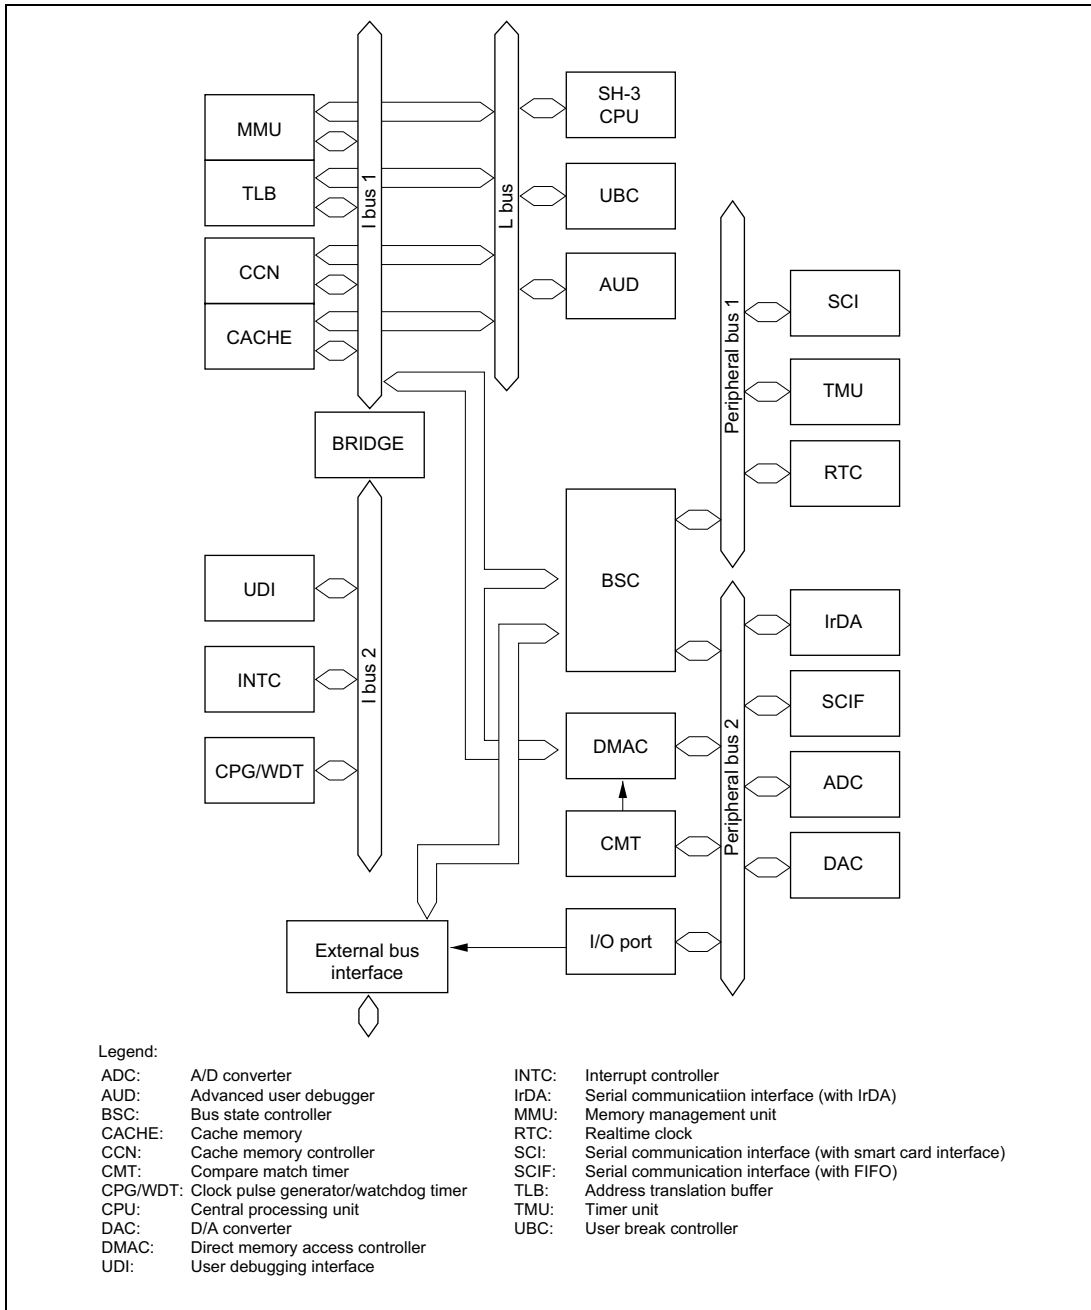 SH-3
CPU
MMU
I bus 1
L bus
TLB
UBC
CCN
AUD
CACHE
Peripheral bus 1
SCI
TMU
RTC
BRIDGE
BSC
UDI
I bus 2
INTC
CPG/WDT
IrDA
SCIF
Peripheral bus 2
DMAC
ADC
CMT
DAC
I/O port
External bus
interface
Legend:
ADC: A/D converter
AUD: Advanced user debugger
BSC: Bus state controller
CACHE: Cache memory
CCN: Cache memory controller
CMT: Compare match timer
CPG/WDT: Clock pulse generator/watchdog timer
CPU: Central processing unit
DAC: D/A converter
DMAC: Direct memory access controller
UDI: User debugging interface
INTC: Interrupt controller
IrDA: Serial communicatiion interface (with IrDA)
MMU: Memory management unit
RTC: Realtime clock
SCI: Serial communication interface (with smart card interface)
SCIF: Serial communication interface (with FIFO)
TLB: Address translation buffer
TMU: Timer unit
UBC: User break controller